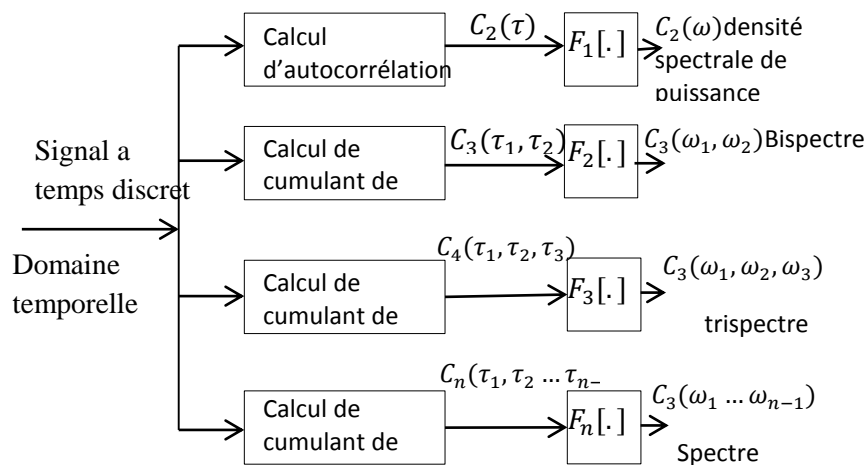 Signal a
temps discret
Domaine
temporelle
Calcul
d’autocorrélation
C₂(τ)
F₁[.]
C₂(ω)densité
spectrale de
puissance
Calcul de
cumulant de
C₃(τ₁, τ₂)
F₂[.]
C₃(ω₁, ω₂)Bispectre
Calcul de
cumulant de
C₄(τ₁, τ₂, τ₃)
F₃[.]
C₃(ω₁, ω₂, ω₃)
trispectre
Calcul de
cumulant de
Cₙ(τ₁, τ₂ … τₙ₋
Fₙ[.]
C₃(ω₁ … ωₙ₋₁)
Spectre